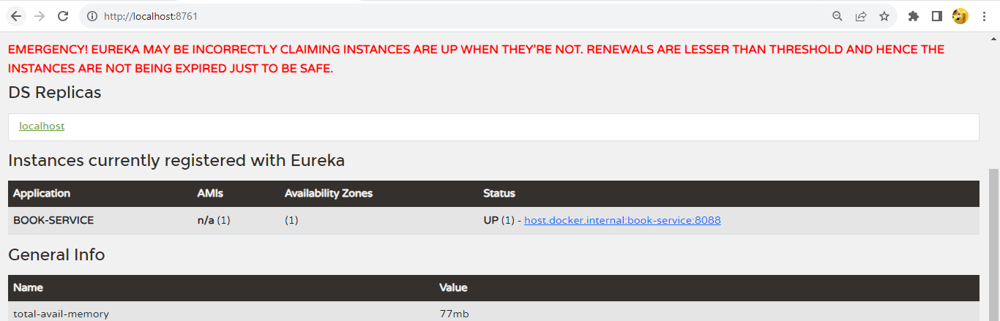 http://localhost:8761
EMERGENCY! EUREKA MAY BE INCORRECTLY CLAIMING INSTANCES ARE UP WHEN THEY'RE NOT. RENEWALS ARE LESSER THAN THRESHOLD AND HENCE THE
INSTANCES ARE NOT BEING EXPIRED JUST TO BE SAFE.
DS Replicas
localhost
Instances currently registered with Eureka
Application AMIs Availability Zones Status
BOOK-SERVICE n/a (1) (1) UP (1) - host.docker.internal:book-service:8088
General Info
Name Value
total-avail-memory 77mb